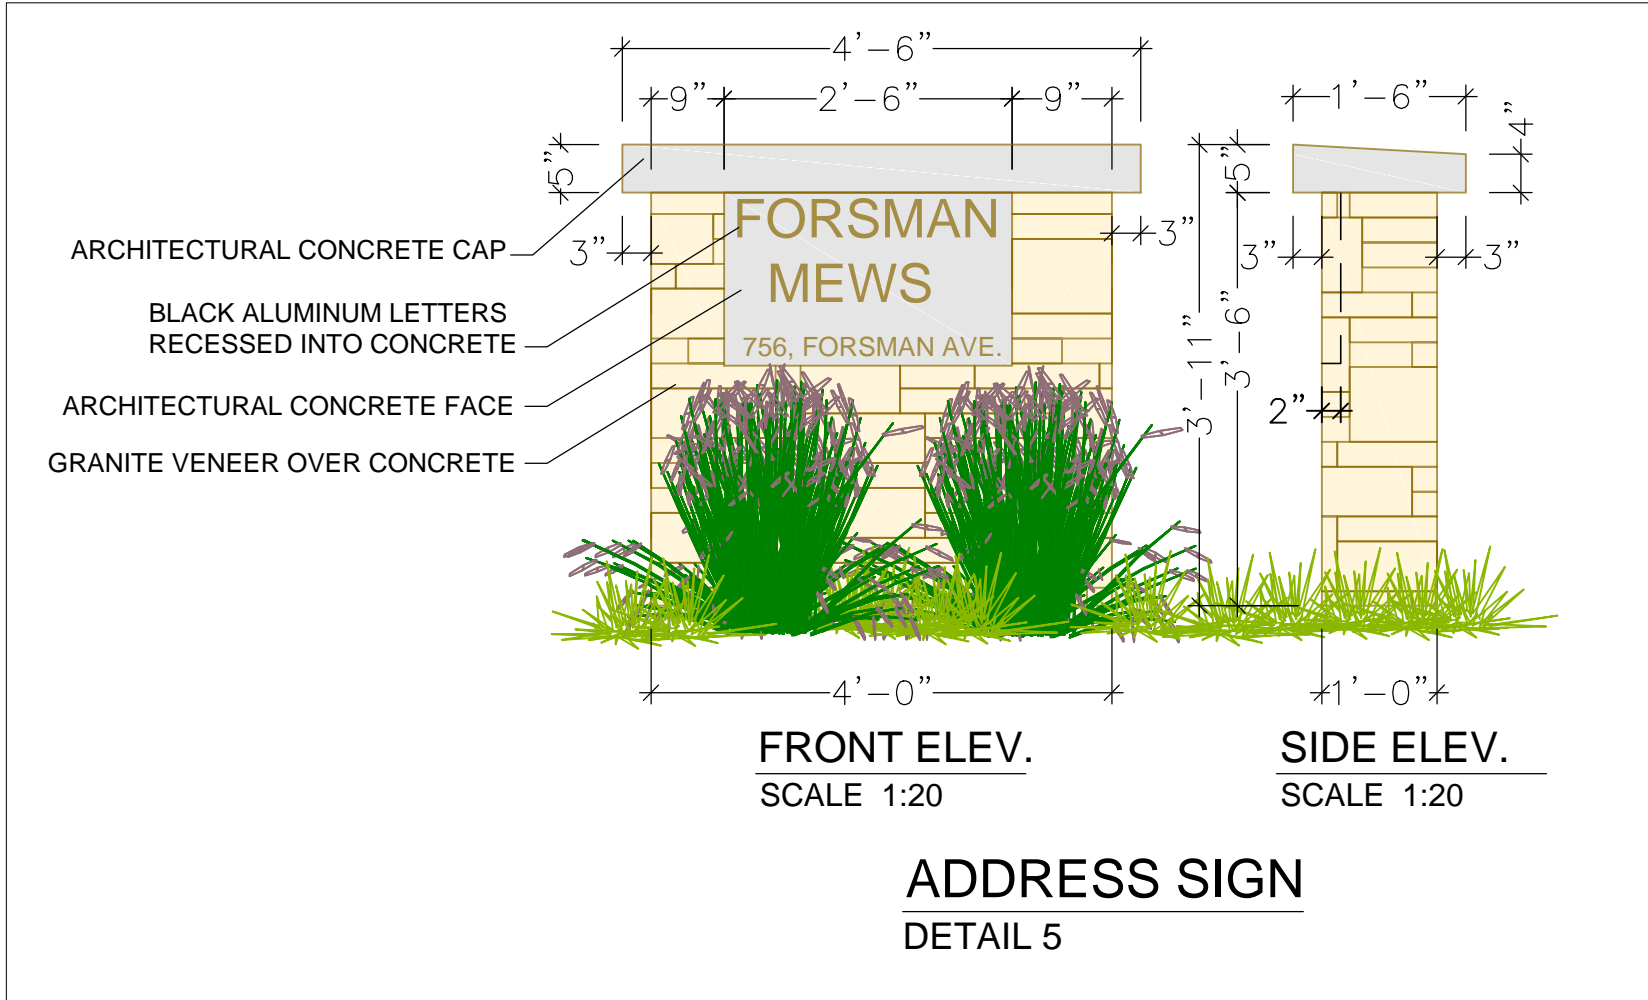 4'-6"
9" 2'-6" 9"
1'-6"
4"
5"
5"
FORSMAN
MEWS
756, FORSMAN AVE.
3"
3"
3"
3"
ARCHITECTURAL CONCRETE CAP
BLACK ALUMINUM LETTERS
RECESSED INTO CONCRETE
ARCHITECTURAL CONCRETE FACE
GRANITE VENEER OVER CONCRETE
3'-11"
3'-6"
2"
4'-0"
1'-0"
FRONT ELEV.
SCALE 1:20
SIDE ELEV.
SCALE 1:20
ADDRESS SIGN
DETAIL 5